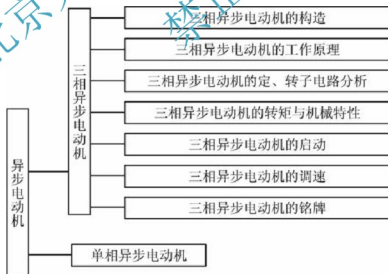 三相异步电动机的构造
三相异步电动机的工作原理
三相异步电动机的定、转子电路分析
三相异步电动机的转矩与机械特性
三相异步电动机的启动
三相异步电动机的调速
三相异步电动机的铭牌
三相异步电动机
异步电动机
单相异步电动机
北京
禁止